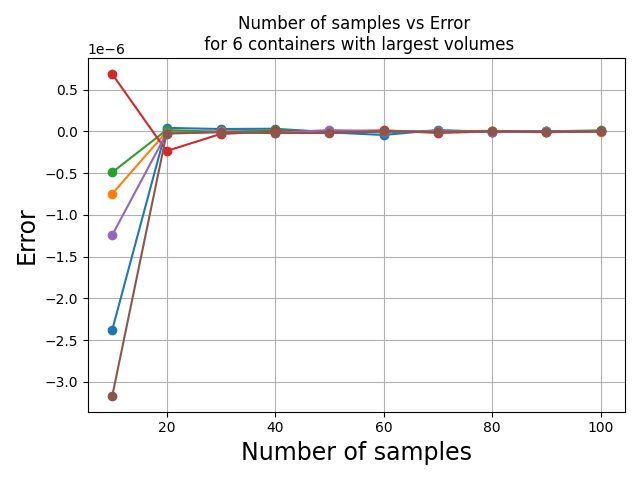 Number of samples vs Error
for 6 containers with largest volumes
1e−6
0.5
0.0
−0.5
−1.0
−1.5
−2.0
−2.5
−3.0
Error
20 40 60 80 100
Number of samples